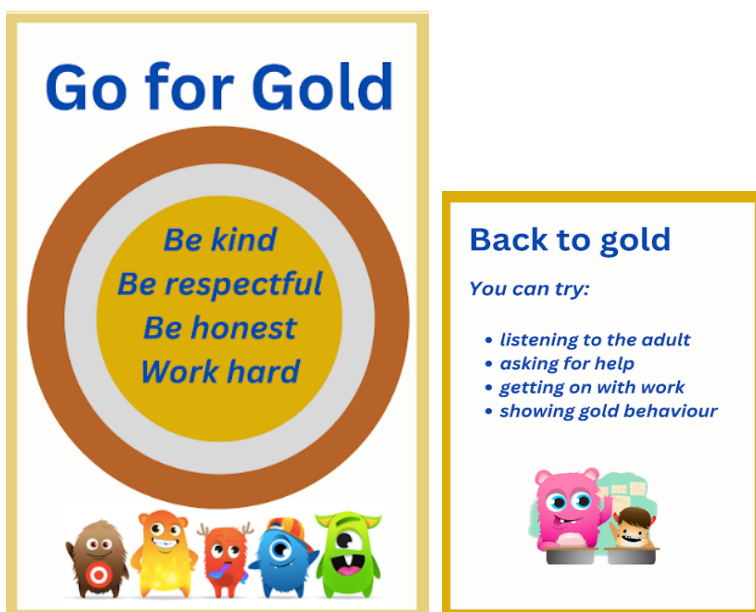 Go for Gold
Be kind
Be respectful
Be honest
Work hard
Back to gold
You can try:
• listening to the adult
• asking for help
• getting on with work
• showing gold behaviour